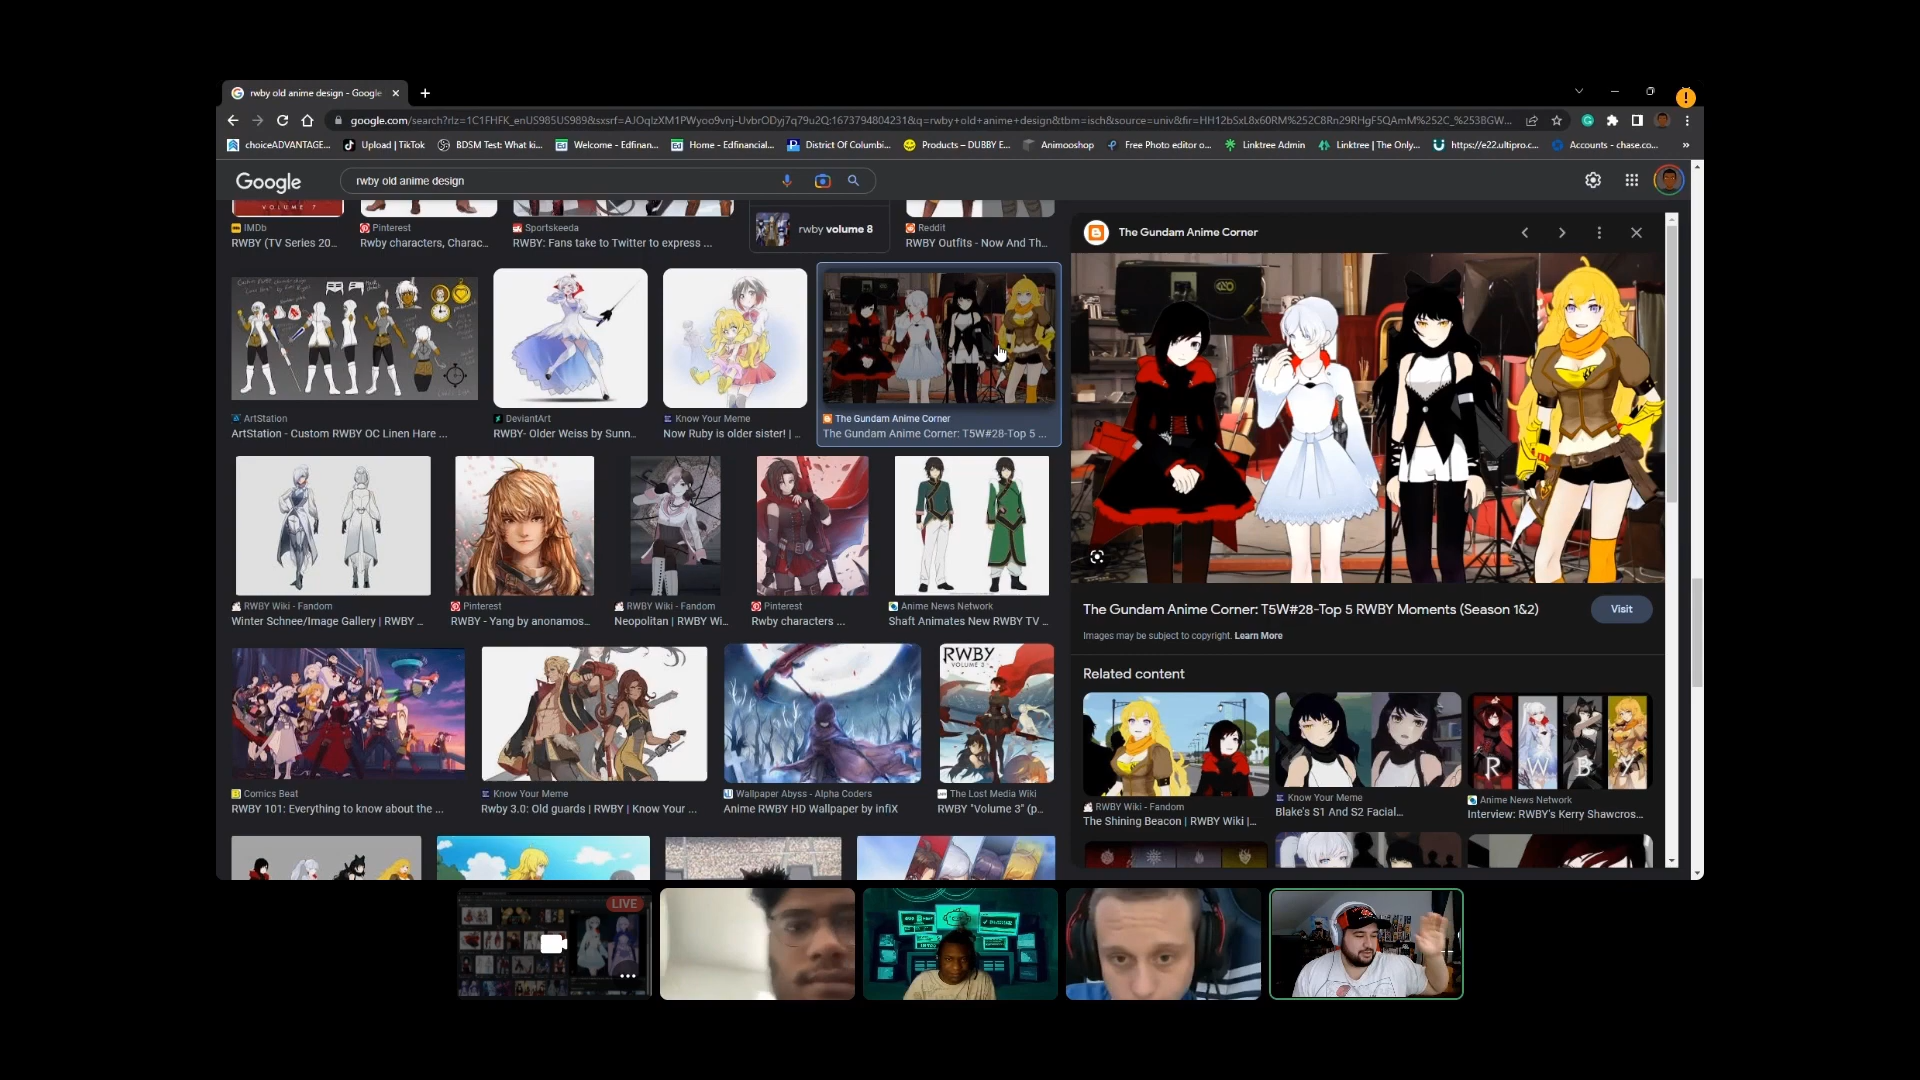 rwby old anime design - Google
google.com/search?rlz=1C1FHFK_enUS985US989&sxsrf=AJOqlzXM1PWyoo9vnj-UvbrODyj7q79u2Q:1673794804231&q=rwby+old+anime+design&tbm=isch&source=univ&fir=HH12bSxL8x60RM%252C8Rn29RHgF5QAmM%252C_%253BGW...
choiceADVANTAGE...
Upload | TikTok
BDSM Test: What ki...
Welcome - Edfinan...
Home - Edfinancial...
District Of Columbi...
Products – DUBBY E...
Animooshop
Free Photo editor o...
Linktree Admin
Linktree | The Only...
https://e22.ultipro.c...
Accounts - chase.co...
Google
rwby old anime design
VOLUME 7
IMDb
RWBY (TV Series 20...
Pinterest
Rwby characters, Charac...
Sportskeeda
RWBY: Fans take to Twitter to express ...
rwby volume 8
Reddit
RWBY Outfits - Now And Th...
ArtStation
ArtStation - Custom RWBY OC Linen Hare ...
DeviantArt
RWBY- Older Weiss by Sunn...
Know Your Meme
Now Ruby is older sister! | ...
The Gundam Anime Corner
The Gundam Anime Corner: T5W#28-Top 5 ...
RWBY Wiki - Fandom
Winter Schnee/Image Gallery | RWBY ...
Pinterest
RWBY - Yang by anonamos...
RWBY Wiki - Fandom
Neopolitan | RWBY Wi...
Pinterest
Rwby characters ...
Anime News Network
Shaft Animates New RWBY TV ...
RWBY
VOLUME 3
Comics Beat
RWBY 101: Everything to know about the ...
Know Your Meme
Rwby 3.0: Old guards | RWBY | Know Your ...
Wallpaper Abyss - Alpha Coders
Anime RWBY HD Wallpaper by infiX
The Lost Media Wiki
RWBY "Volume 3" (p...
The Gundam Anime Corner
The Gundam Anime Corner: T5W#28-Top 5 RWBY Moments (Season 1&2)
Visit
Images may be subject to copyright. Learn More
Related content
R W B Y
RWBY Wiki - Fandom
The Shining Beacon | RWBY Wiki |...
Know Your Meme
Blake's S1 And S2 Facial...
Anime News Network
Interview: RWBY's Kerry Shawcros...
LIVE